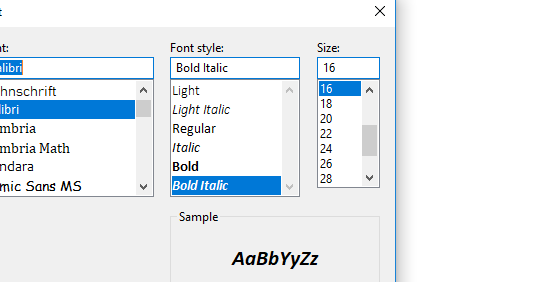 t
nt:
Font style:
Size:
alibri
Bold Italic
16
hnschrift
libri
mbria
mbria Math
ndara
mic Sans MS
Light
Light Italic
Regular
Italic
Bold
Bold Italic
16
18
20
22
24
26
28
Sample
AaBbYyZz